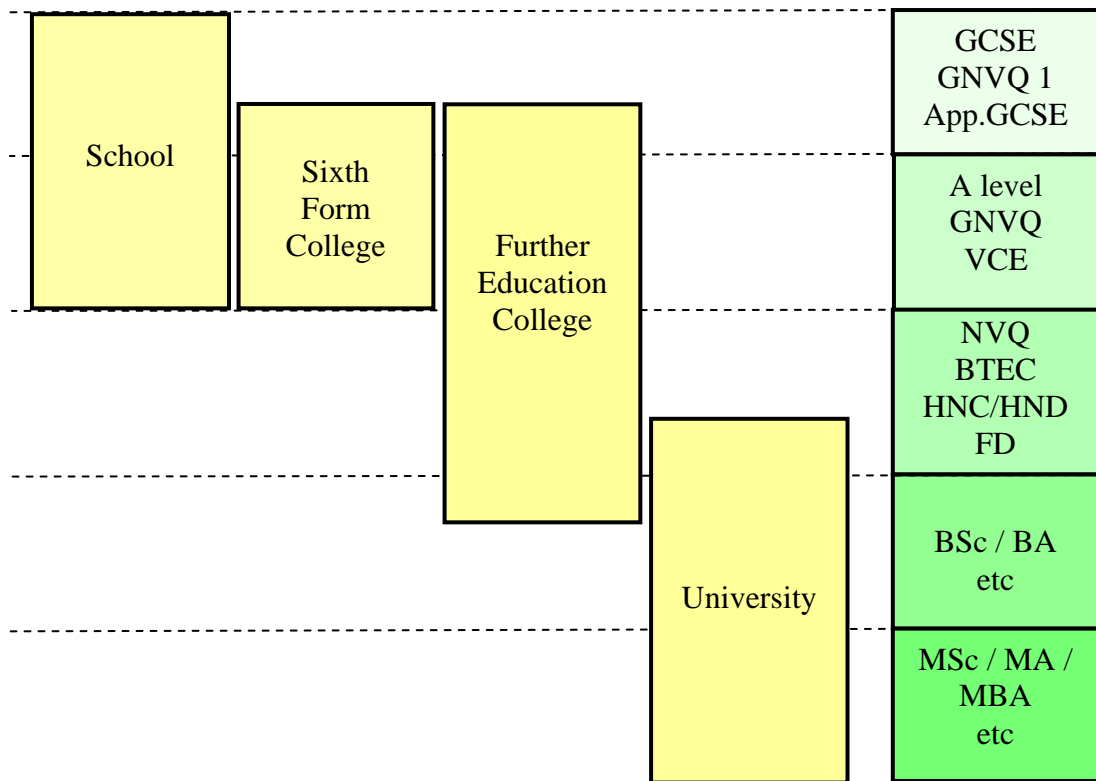 School
Sixth
Form
College
Further
Education
College
University
GCSE
GNVQ 1
App.GCSE
A level
GNVQ
VCE
NVQ
BTEC
HNC/HND
FD
BSc / BA
etc
MSc / MA /
MBA
etc